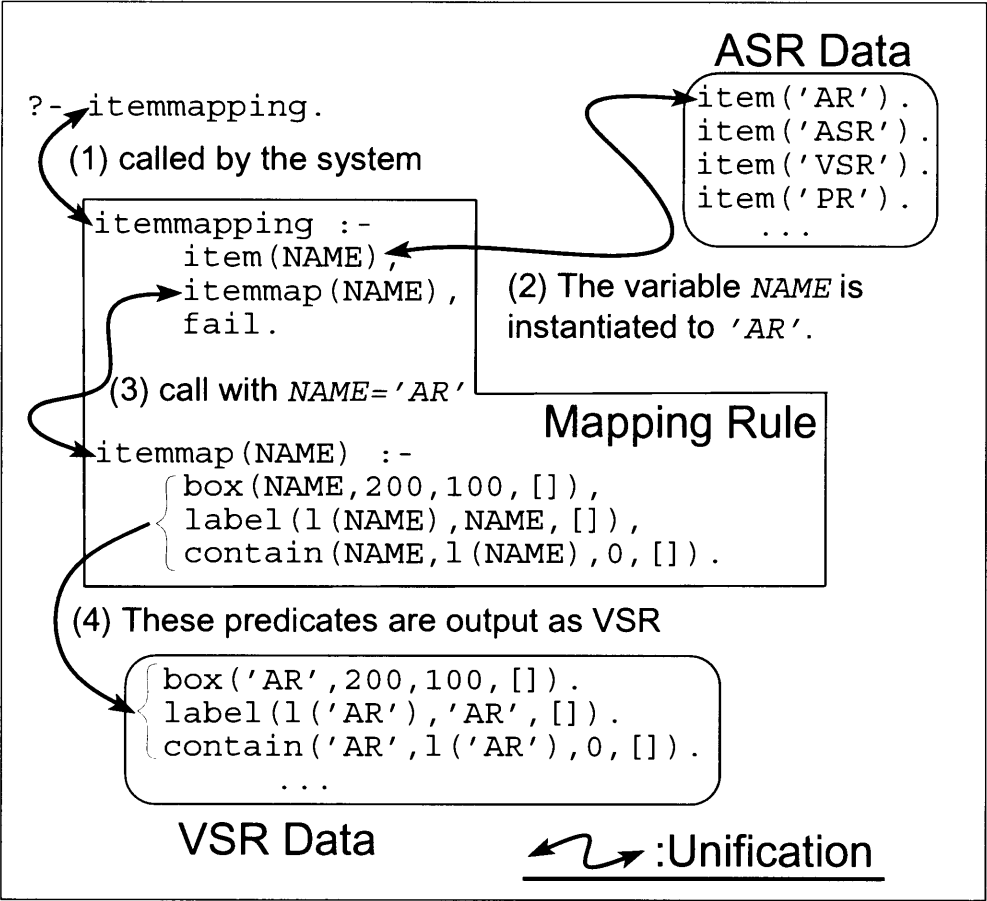 ASR Data
?- itemmapping.
item('AR').
item('ASR').
item('VSR').
item('PR').
...
(1) called by the system
itemmapping :-
item(NAME),
itemmap(NAME),
fail.
(2) The variable NAME is
instantiated to 'AR'.
(3) call with NAME='AR'
Mapping Rule
itemmap(NAME) :-
box(NAME,200,100,[]),
label(l(NAME),NAME,[]),
contain(NAME,l(NAME),0,[]).
(4) These predicates are output as VSR
box('AR',200,100,[]).
label(l('AR'),'AR',[]).
contain('AR',l('AR'),0,[]).
...
VSR Data
:Unification